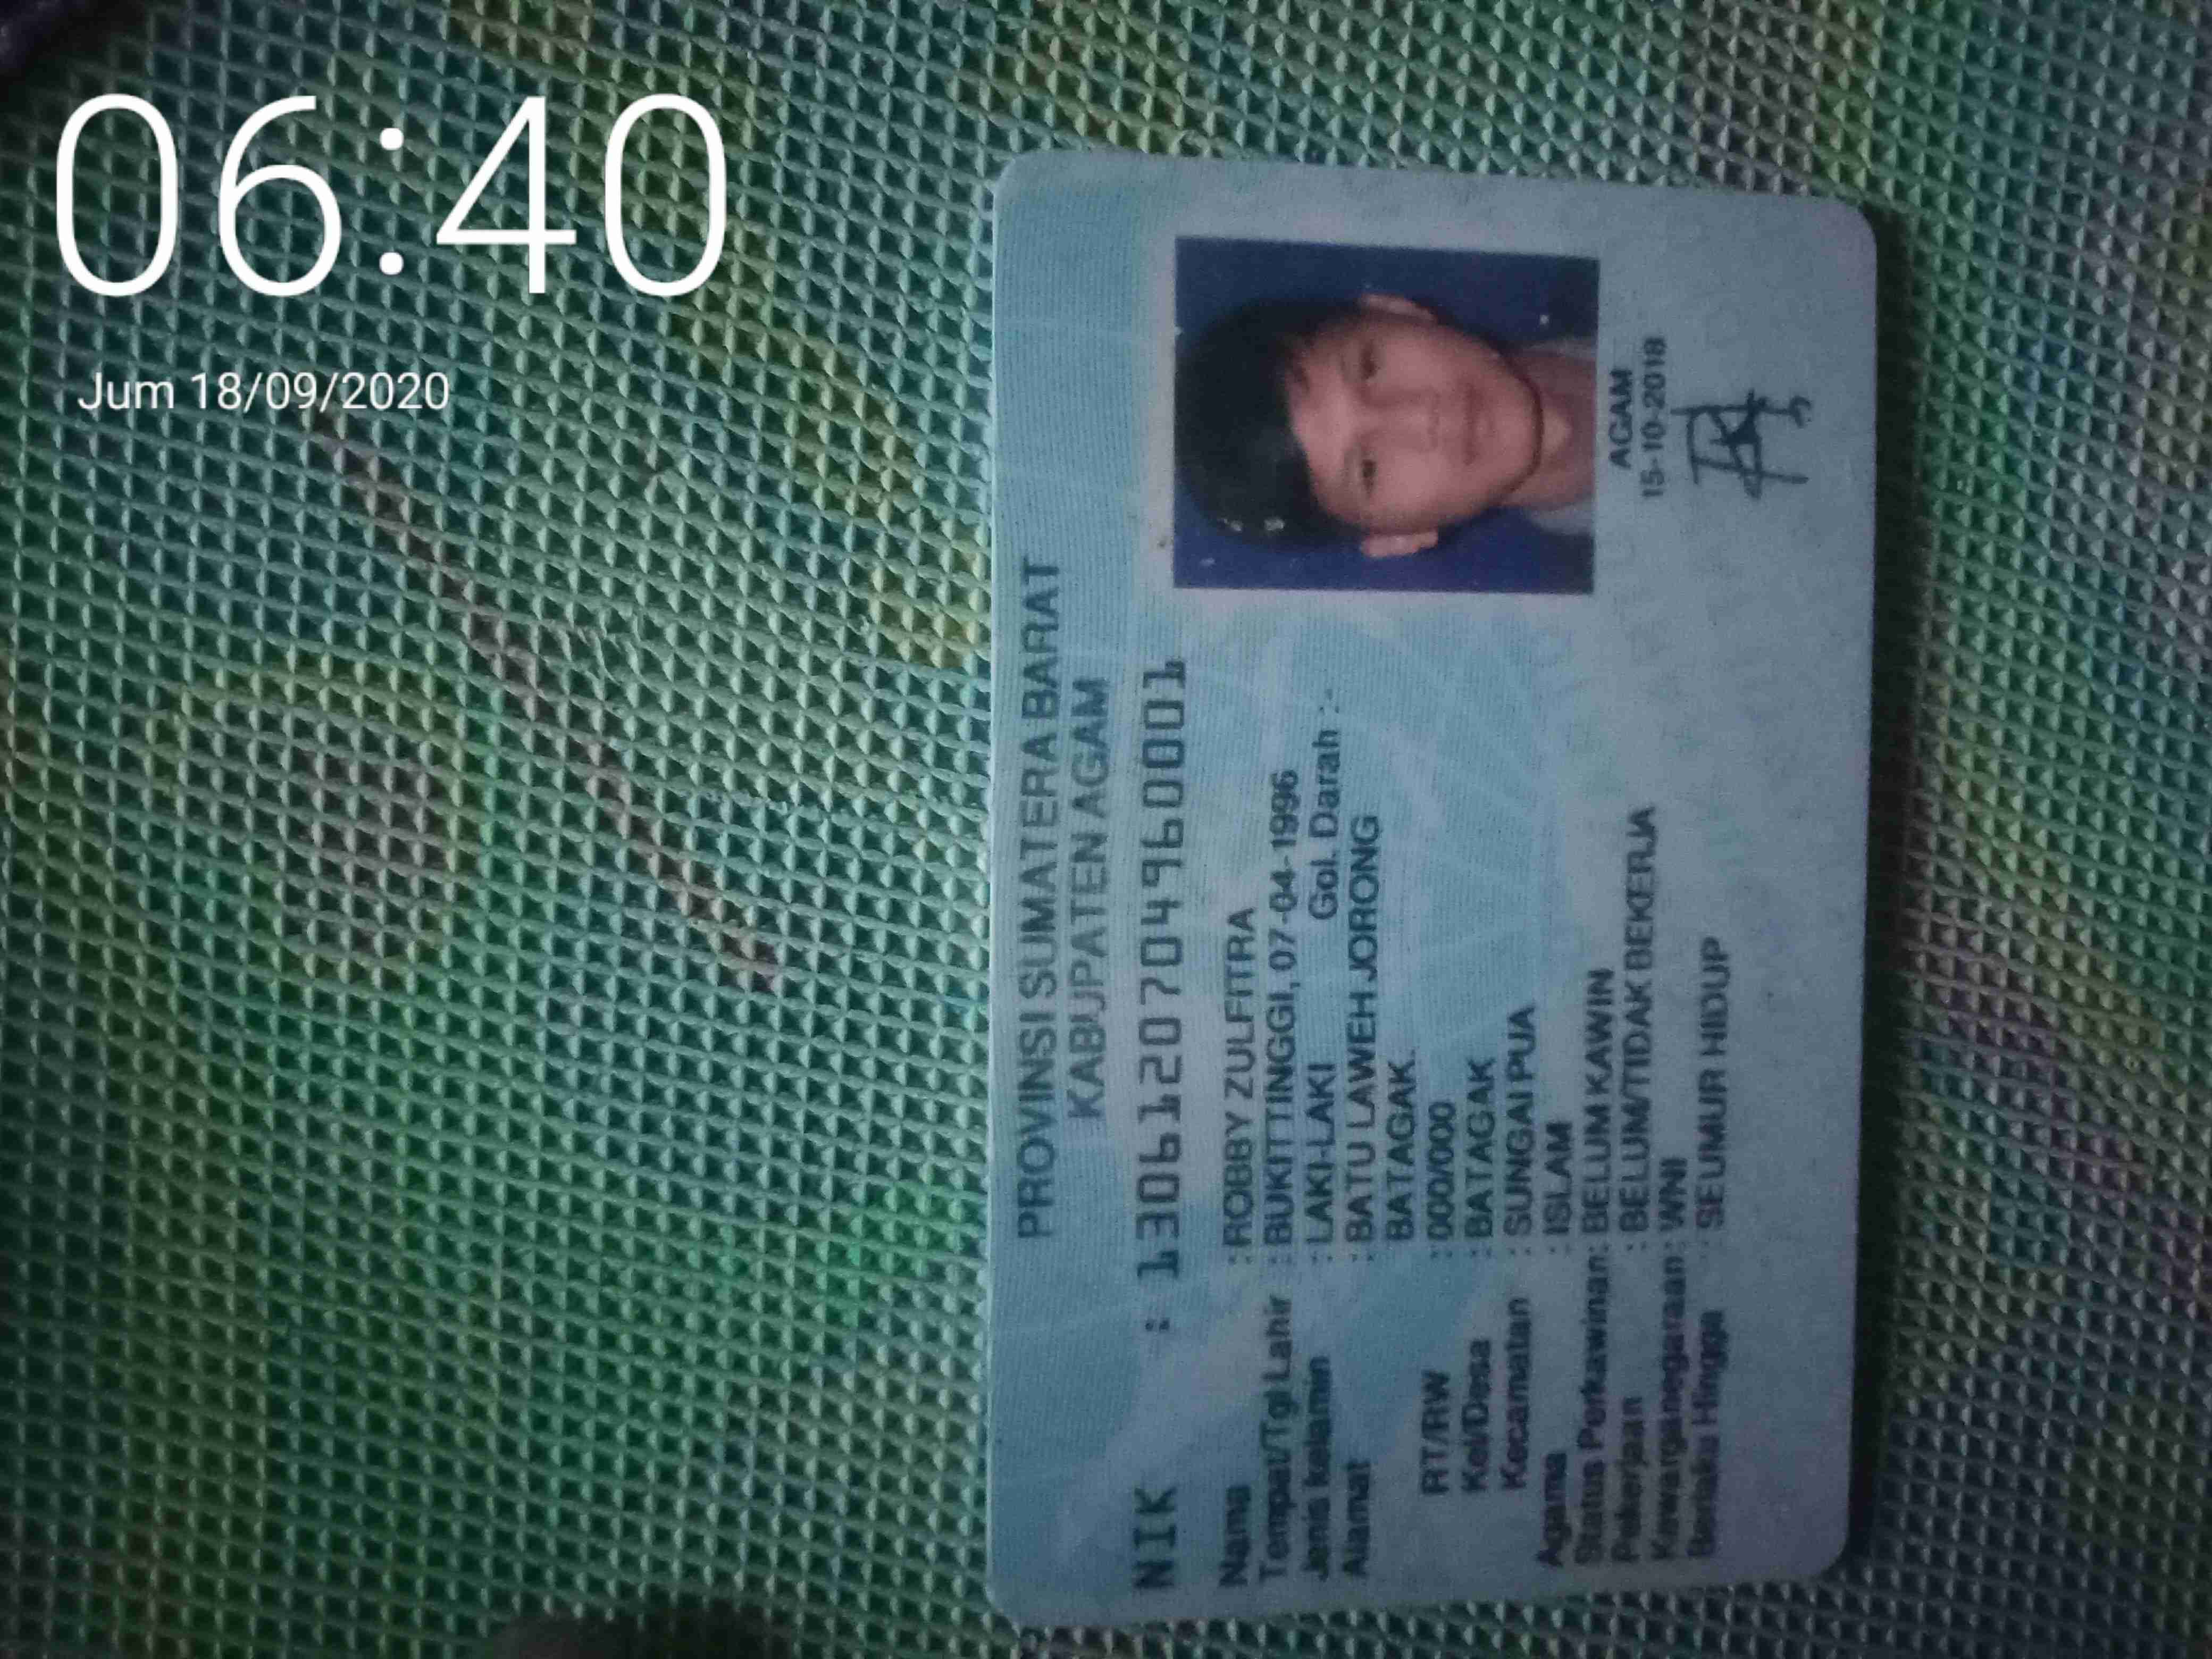 06:40
Jum 18/09/2020
PROVINSI SUMATERA BARAT
KABUPATEN AGAM
NIK : 1306120704960001
Nama : ROBBY ZULFITRA
Tempat/Tgl Lahir : BUKITTINGGI, 07-04-1996
Jenis kelamin : LAKI-LAKI Gol. Darah : -
Alamat : BATU LAWEH JORONG
BATAGAK.
RT/RW : 000/000
Kel/Desa : BATAGAK
Kecamatan : SUNGAI PUA
Agama : ISLAM
Status Perkawinan: BELUM KAWIN
Pekerjaan : BELUM/TIDAK BEKERJA
Kewarganegaraan: WNI
Berlaku Hingga : SEUMUR HIDUP
AGAM
15-10-2018